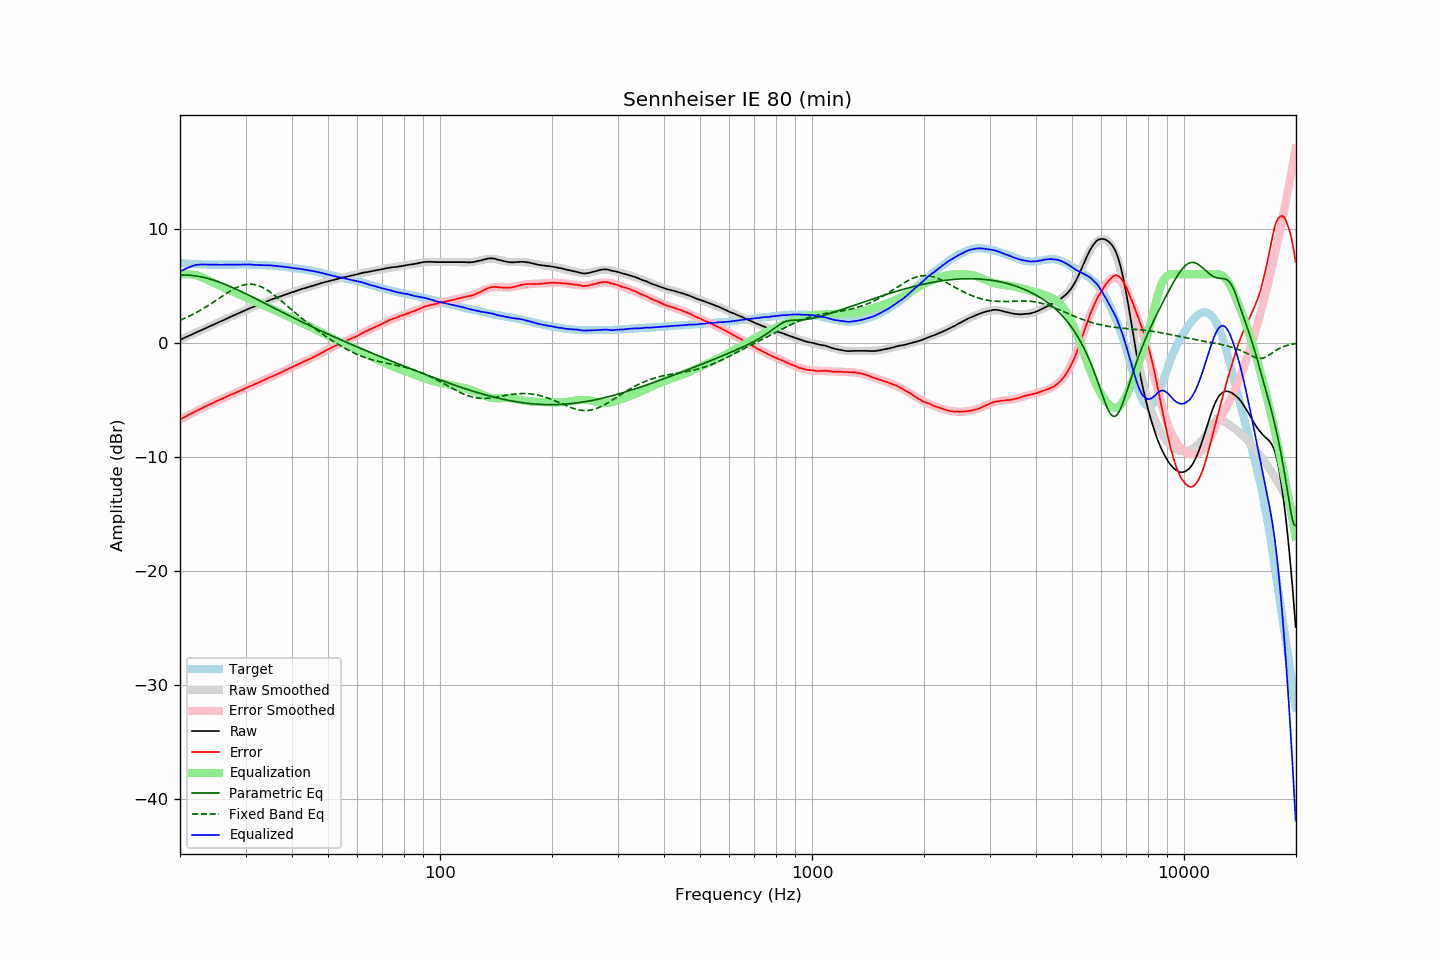 Sennheiser IE 80 (min)
10
0
−10
−20
−30
−40
Amplitude (dBr)
Target
Raw Smoothed
Error Smoothed
Raw
Error
Equalization
Parametric Eq
Fixed Band Eq
Equalized
100
1000
10000
Frequency (Hz)